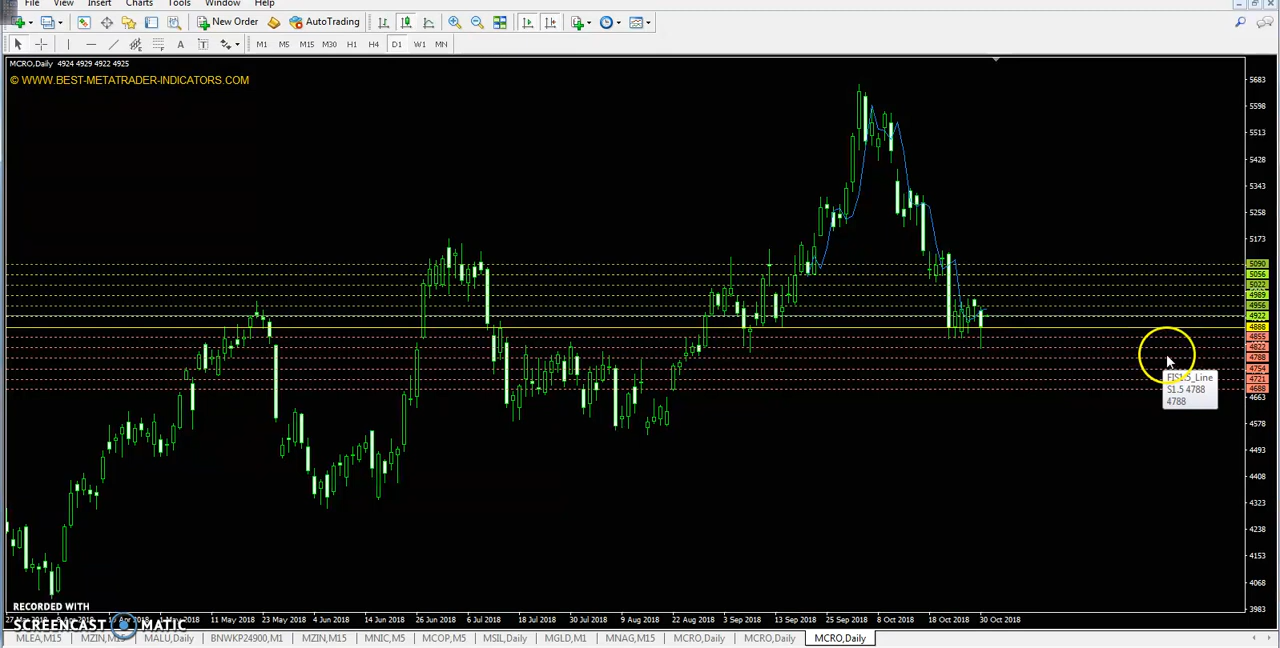 File View Insert Charts Tools Window Help
New Order AutoTrading
M1 M5 M15 M30 H1 H4 D1 W1 MN
MCRO,Daily 4924 4929 4922 4925
© WWW.BEST-METATRADER-INDICATORS.COM
5683
5598
5513
5428
5343
5258
5173
5090
5056
5022
4989
4956
4922
4888
4855
4822
4788
4754
4721
4688
4663
4578
4493
4408
4323
4238
4153
4068
3983
FIS1.5_Line
S1.5 4788
4788
RECORDED WITH
SCREENCAST MATIC
11 May 2018 23 May 2018 4 Jun 2018 14 Jun 2018 26 Jun 2018 6 Jul 2018 18 Jul 2018 30 Jul 2018 9 Aug 2018 22 Aug 2018 3 Sep 2018 13 Sep 2018 25 Sep 2018 8 Oct 2018 18 Oct 2018 30 Oct 2018
MLEA,M15 MZIN,M15 MALU,Daily BNWKP24900,M1 MZIN,M15 MNIC,M5 MCOP,M5 MSIL,Daily MGLD,M1 MNAG,M15 MCRO,Daily MCRO,Daily MCRO,Daily